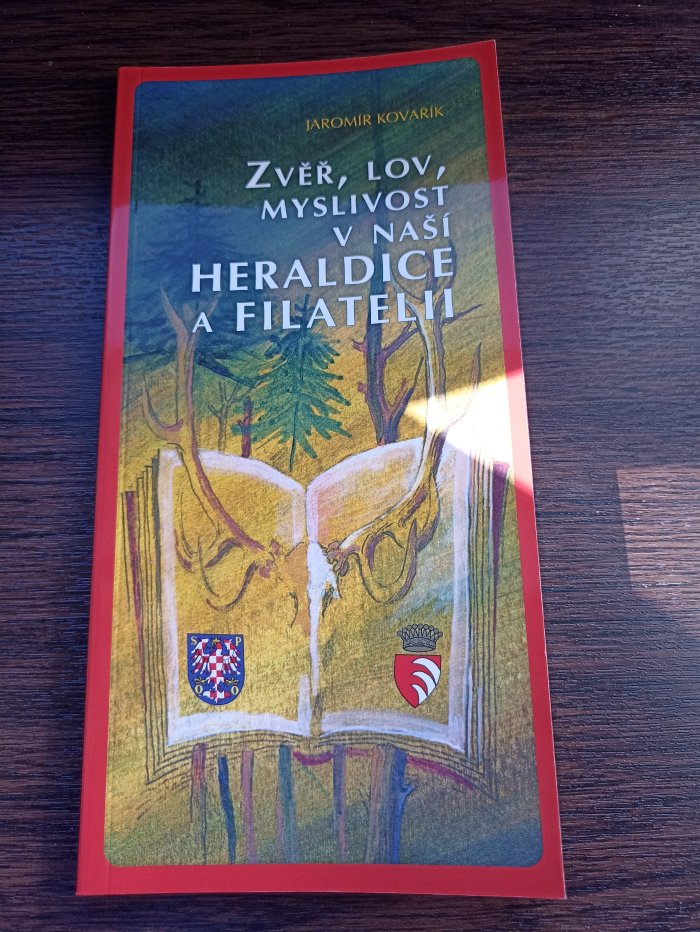 JAROMÍR KOVAŘÍK
ZVĚŘ, LOV,
MYSLIVOST
V NAŠÍ
HERALDICE
A FILATELII
S P
Q O